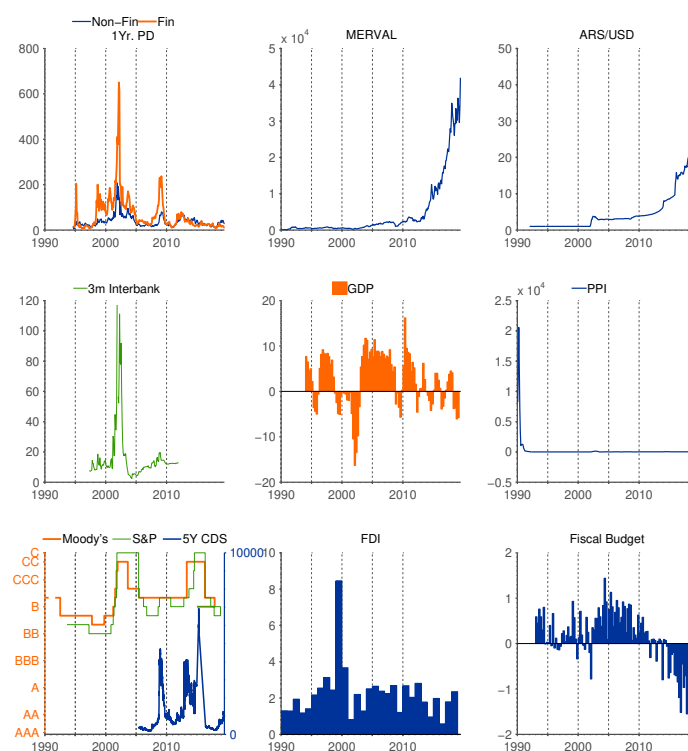 Non-Fin Fin
1Yr. PD
MERVAL
ARS/USD
x 10^4
800
600
400
200
0
1990 2000 2010
5
4
3
2
1
0
1990 2000 2010
50
40
30
20
10
0
1990 2000 2010
3m Interbank
GDP
PPI
x 10^4
120
100
80
60
40
20
0
1990 2000 2010
20
10
0
−10
−20
1990 2000 2010
2.5
2
1.5
1
0.5
0
−0.5
1990 2000 2010
Moody's S&P 5Y CDS
FDI
Fiscal Budget
C
CC
CCC
B
BB
BBB
A
AA
AAA
10000
0
1990 2000 2010
10
8
6
4
2
0
1990 2000 2010
2
1
0
−1
−2
1990 2000 2010